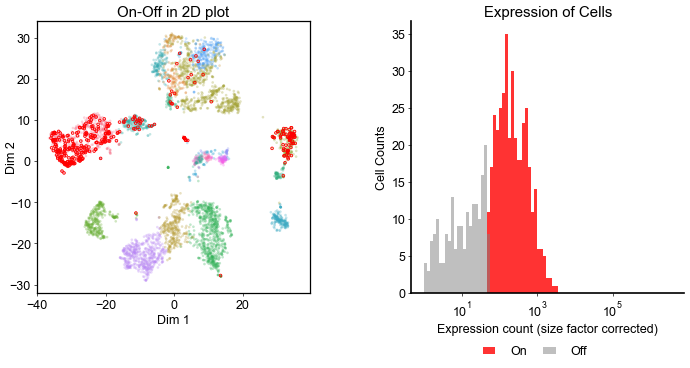 On-Off in 2D plot
Dim 2
30
20
10
0
−10
−20
−30
−40
−20
0
20
Dim 1
Expression of Cells
Cell Counts
35
30
25
20
15
10
5
0
10^1
10^3
10^5
Expression count (size factor corrected)
On
Off